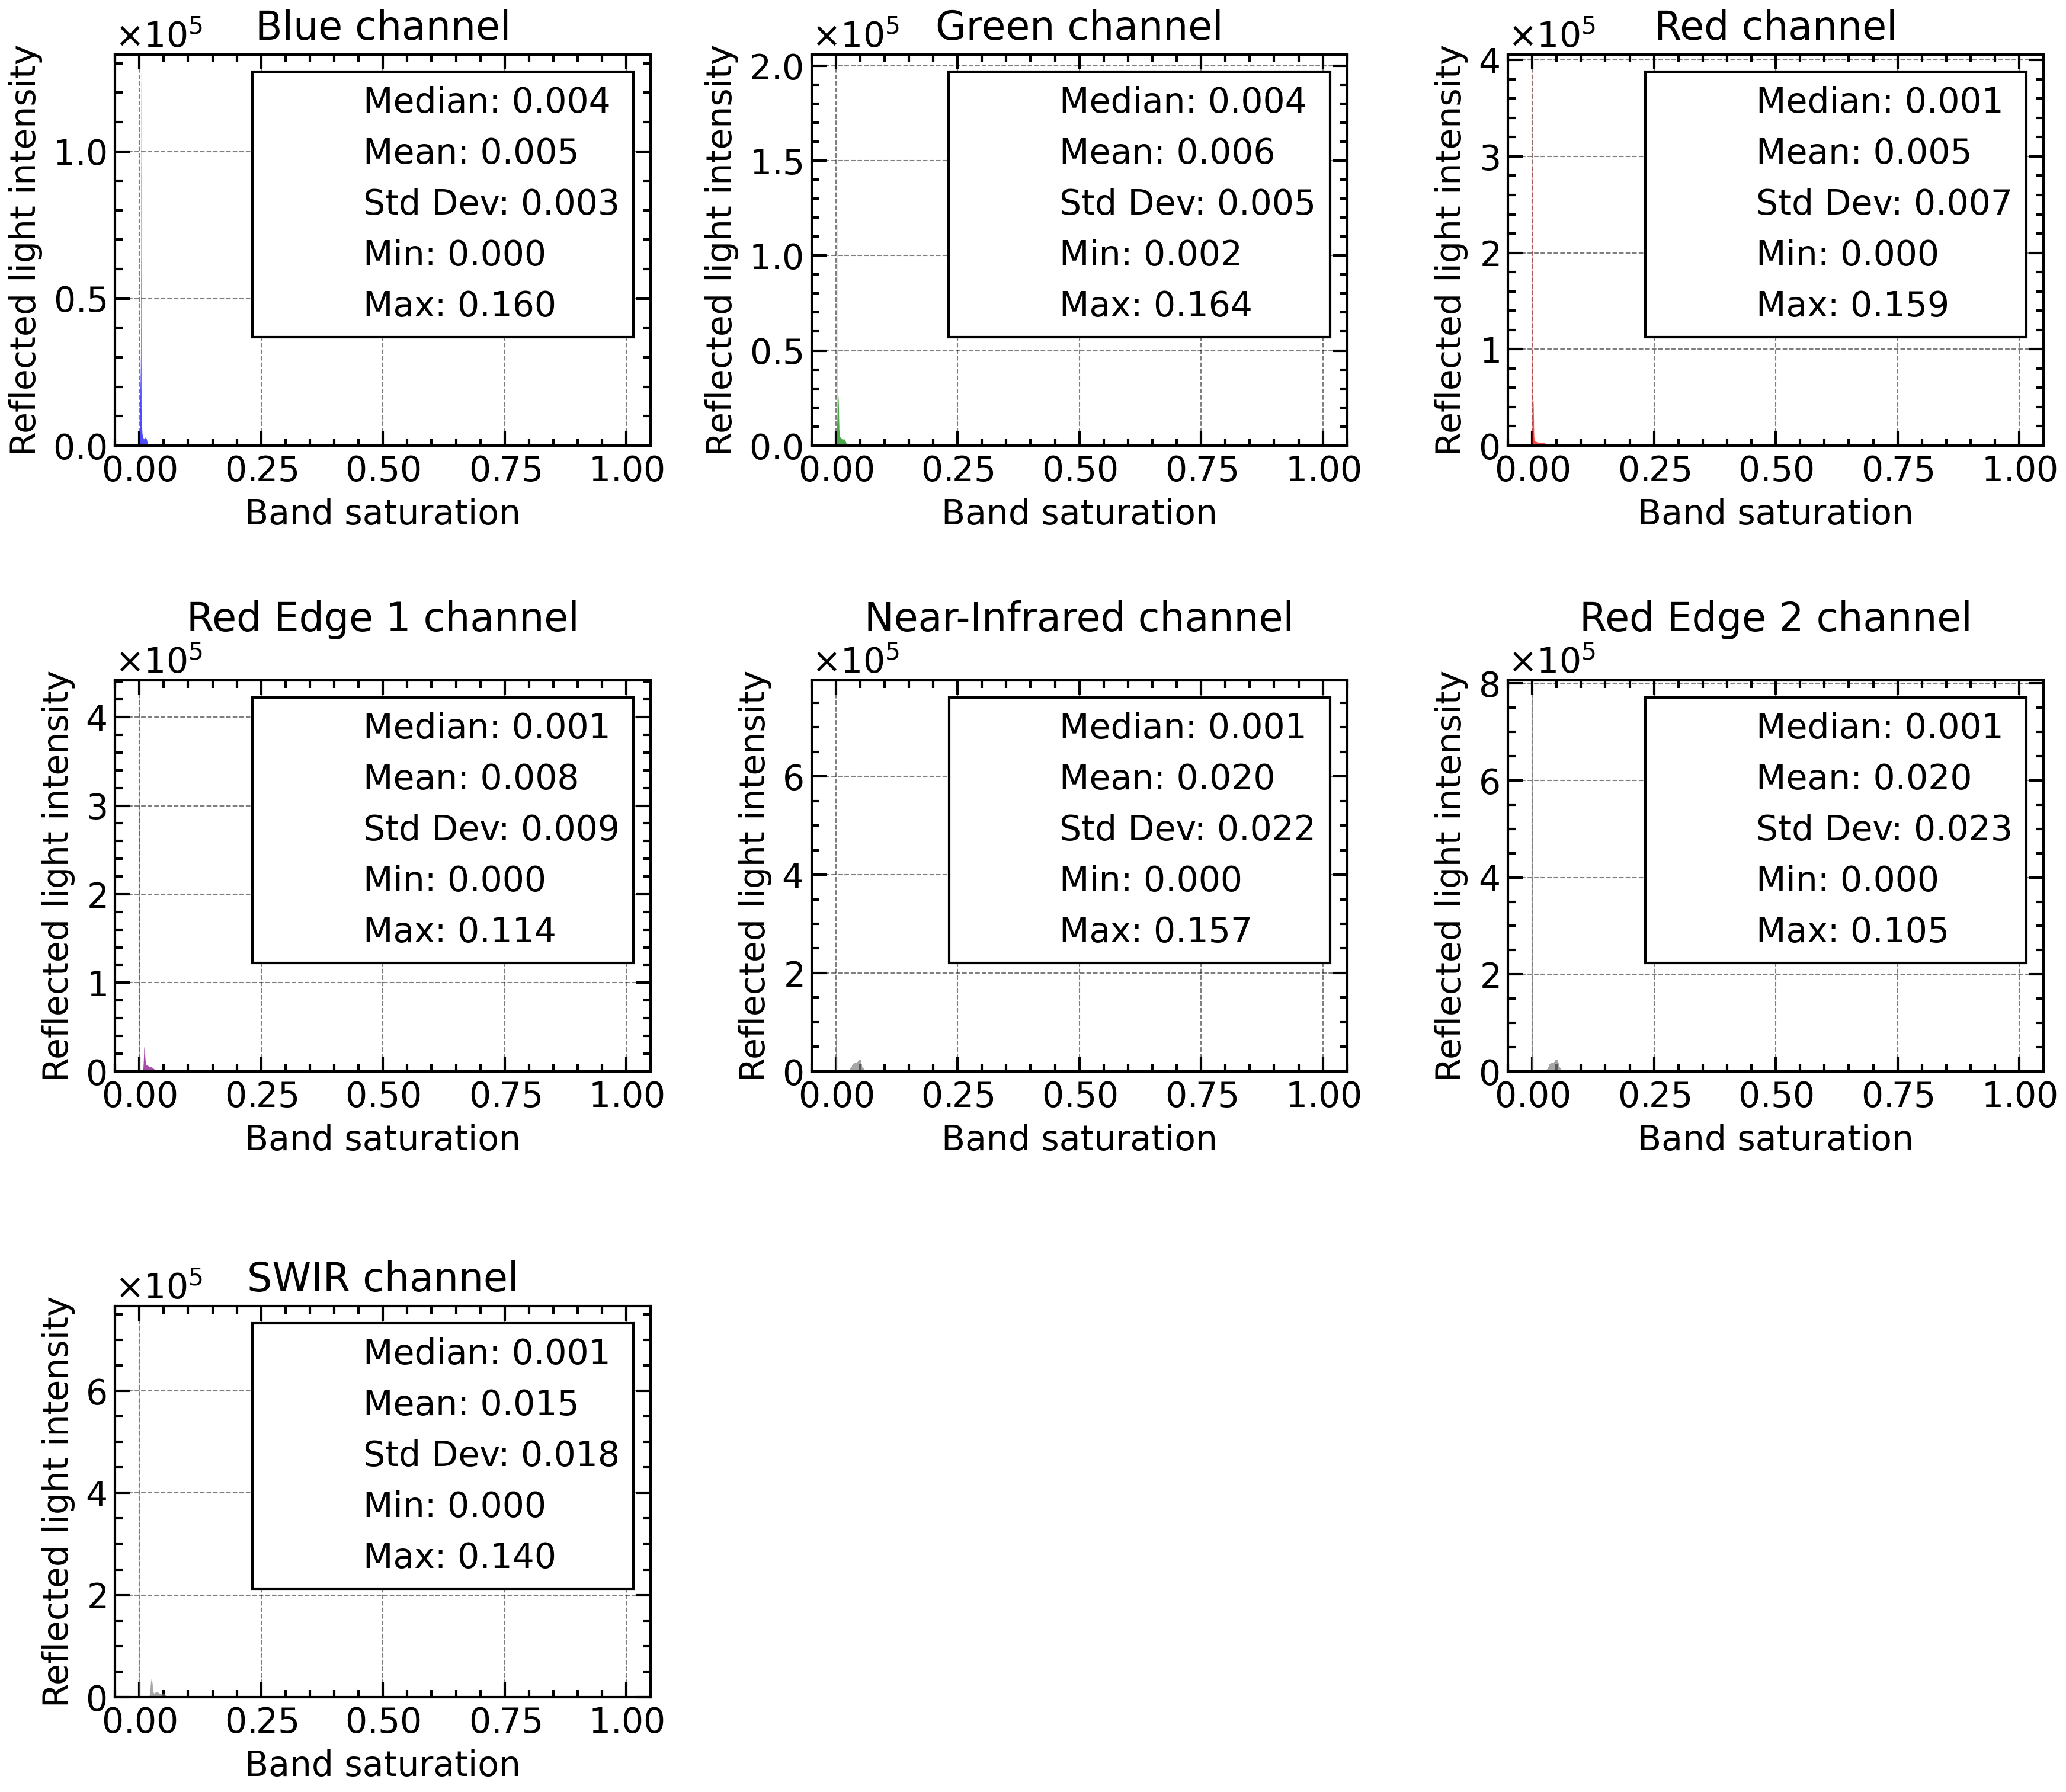 Blue channel
×10⁵
Reflected light intensity
1.0
0.5
0.0
Median: 0.004
Mean: 0.005
Std Dev: 0.003
Min: 0.000
Max: 0.160
0.00 0.25 0.50 0.75 1.00
Band saturation
Green channel
×10⁵
Reflected light intensity
2.0
1.5
1.0
0.5
0.0
Median: 0.004
Mean: 0.006
Std Dev: 0.005
Min: 0.002
Max: 0.164
0.00 0.25 0.50 0.75 1.00
Band saturation
Red channel
×10⁵
Reflected light intensity
4
3
2
1
0
Median: 0.001
Mean: 0.005
Std Dev: 0.007
Min: 0.000
Max: 0.159
0.00 0.25 0.50 0.75 1.00
Band saturation
Red Edge 1 channel
×10⁵
Reflected light intensity
4
3
2
1
0
Median: 0.001
Mean: 0.008
Std Dev: 0.009
Min: 0.000
Max: 0.114
0.00 0.25 0.50 0.75 1.00
Band saturation
Near-Infrared channel
×10⁵
Reflected light intensity
6
4
2
0
Median: 0.001
Mean: 0.020
Std Dev: 0.022
Min: 0.000
Max: 0.157
0.00 0.25 0.50 0.75 1.00
Band saturation
Red Edge 2 channel
×10⁵
Reflected light intensity
8
6
4
2
0
Median: 0.001
Mean: 0.020
Std Dev: 0.023
Min: 0.000
Max: 0.105
0.00 0.25 0.50 0.75 1.00
Band saturation
SWIR channel
×10⁵
Reflected light intensity
6
4
2
0
Median: 0.001
Mean: 0.015
Std Dev: 0.018
Min: 0.000
Max: 0.140
0.00 0.25 0.50 0.75 1.00
Band saturation